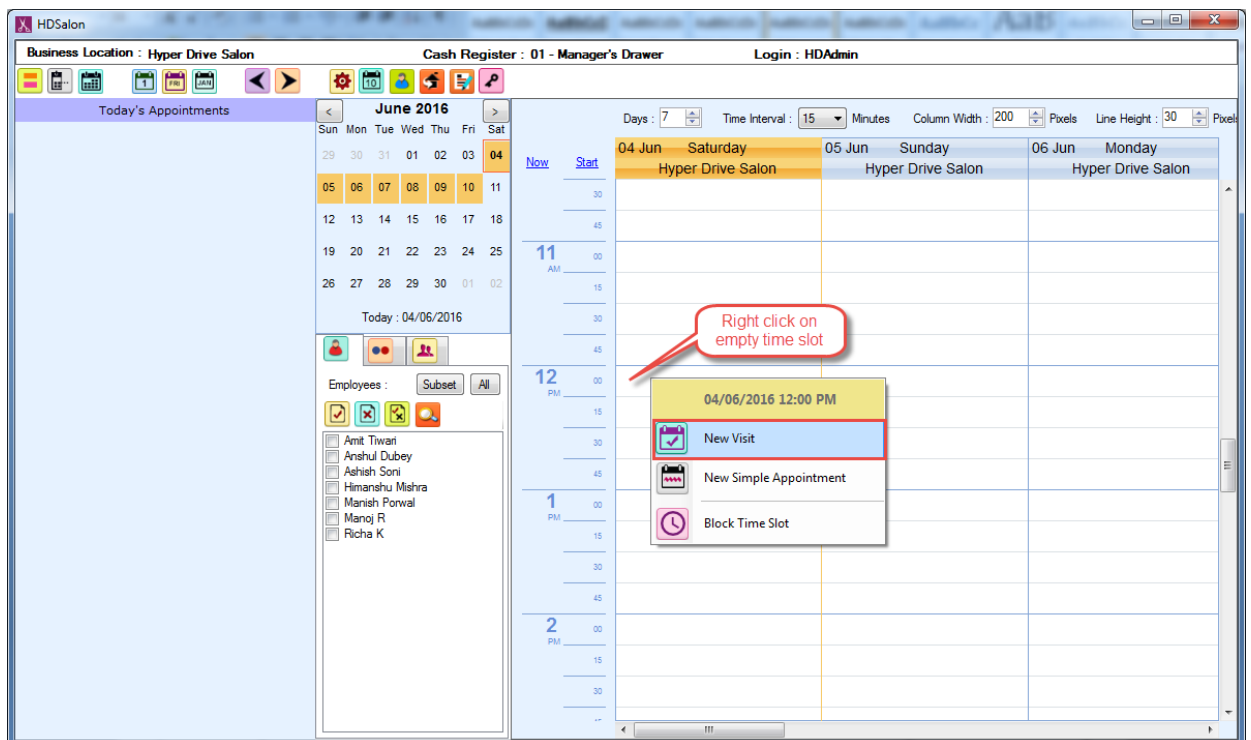 HDSalon
Business Location : Hyper Drive Salon Cash Register : 01 - Manager's Drawer Login : HDAdmin
1 FRI JAN 10
Today's Appointments
< June 2016 >
Sun Mon Tue Wed Thu Fri Sat
29 30 31 01 02 03 04
05 06 07 08 09 10 11
12 13 14 15 16 17 18
19 20 21 22 23 24 25
26 27 28 29 30 01 02
Today : 04/06/2016
Employees : Subset All
Amit Tiwari
Anshul Dubey
Ashish Soni
Himanshu Mishra
Manish Porwal
Manoj R
Richa K
Days : 7 Time Interval : 15 Minutes Column Width : 200 Pixels Line Height : 30 Pixels
Now Start
04 Jun Saturday 05 Jun Sunday 06 Jun Monday
Hyper Drive Salon Hyper Drive Salon Hyper Drive Salon
30
45
11 00
AM
15
30
45
12 00
PM
15
30
45
1 00
PM
15
30
45
2 00
PM
15
30
Right click on
empty time slot
04/06/2016 12:00 PM
New Visit
New Simple Appointment
Block Time Slot